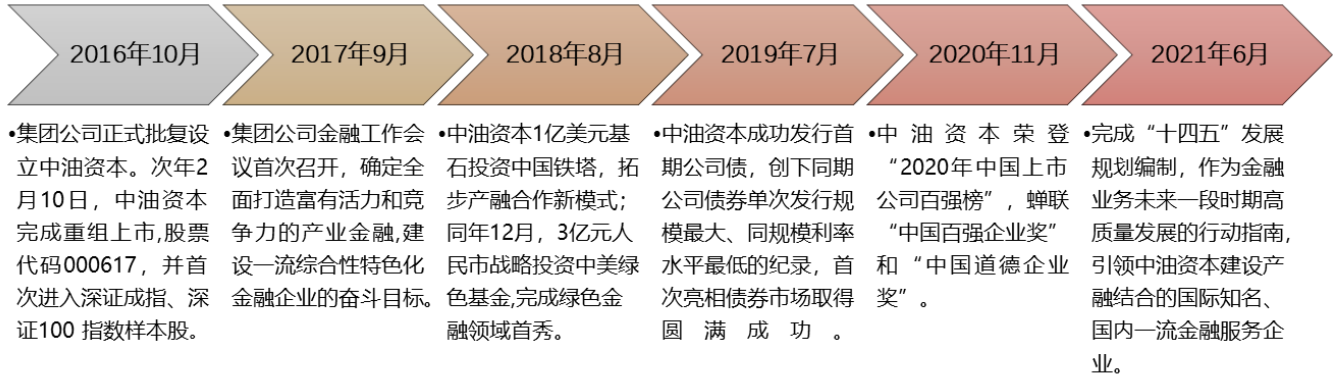 2016年10月
2017年9月
2018年8月
2019年7月
2020年11月
2021年6月
•集团公司正式批复设
立中油资本。次年2
月10日，中油资本
完成重组上市,股票
代码000617，并首
次进入深证成指、深
证100 指数样本股。
•集团公司金融工作会
议首次召开，确定全
面打造富有活力和竞
争力的产业金融,建
设一流综合性特色化
金融企业的奋斗目标。
•中油资本1亿美元基
石投资中国铁塔，拓
步产融合作新模式；
同年12月，3亿元人
民币战略投资中美绿
色基金,完成绿色金
融领域首秀。
•中油资本成功发行首
期公司债，创下同期
公司债券单次发行规
模最大、同规模利率
水平最低的纪录，首
次亮相债券市场取得
圆满成功。
•中油资本荣登
“2020年中国上市
公司百强榜”，蝉联
“中国百强企业奖”
和“中国道德企业
奖”。
•完成“十四五”发展
规划编制，作为金融
业务未来一段时期高
质量发展的行动指南,
引领中油资本建设产
融结合的国际知名、
国内一流金融服务企
业。